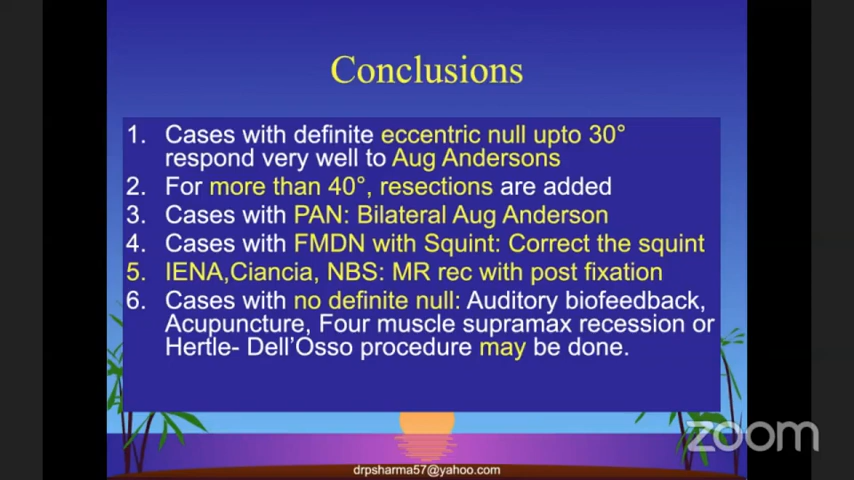 Conclusions
1. Cases with definite eccentric null upto 30°
respond very well to Aug Andersons
2. For more than 40°, resections are added
3. Cases with PAN: Bilateral Aug Anderson
4. Cases with FMDN with Squint: Correct the squint
5. IENA,Ciancia, NBS: MR rec with post fixation
6. Cases with no definite null: Auditory biofeedback,
Acupuncture, Four muscle supramax recession or
Hertle- Dell'Osso procedure may be done.
zoom
drpsharma57@yahoo.com